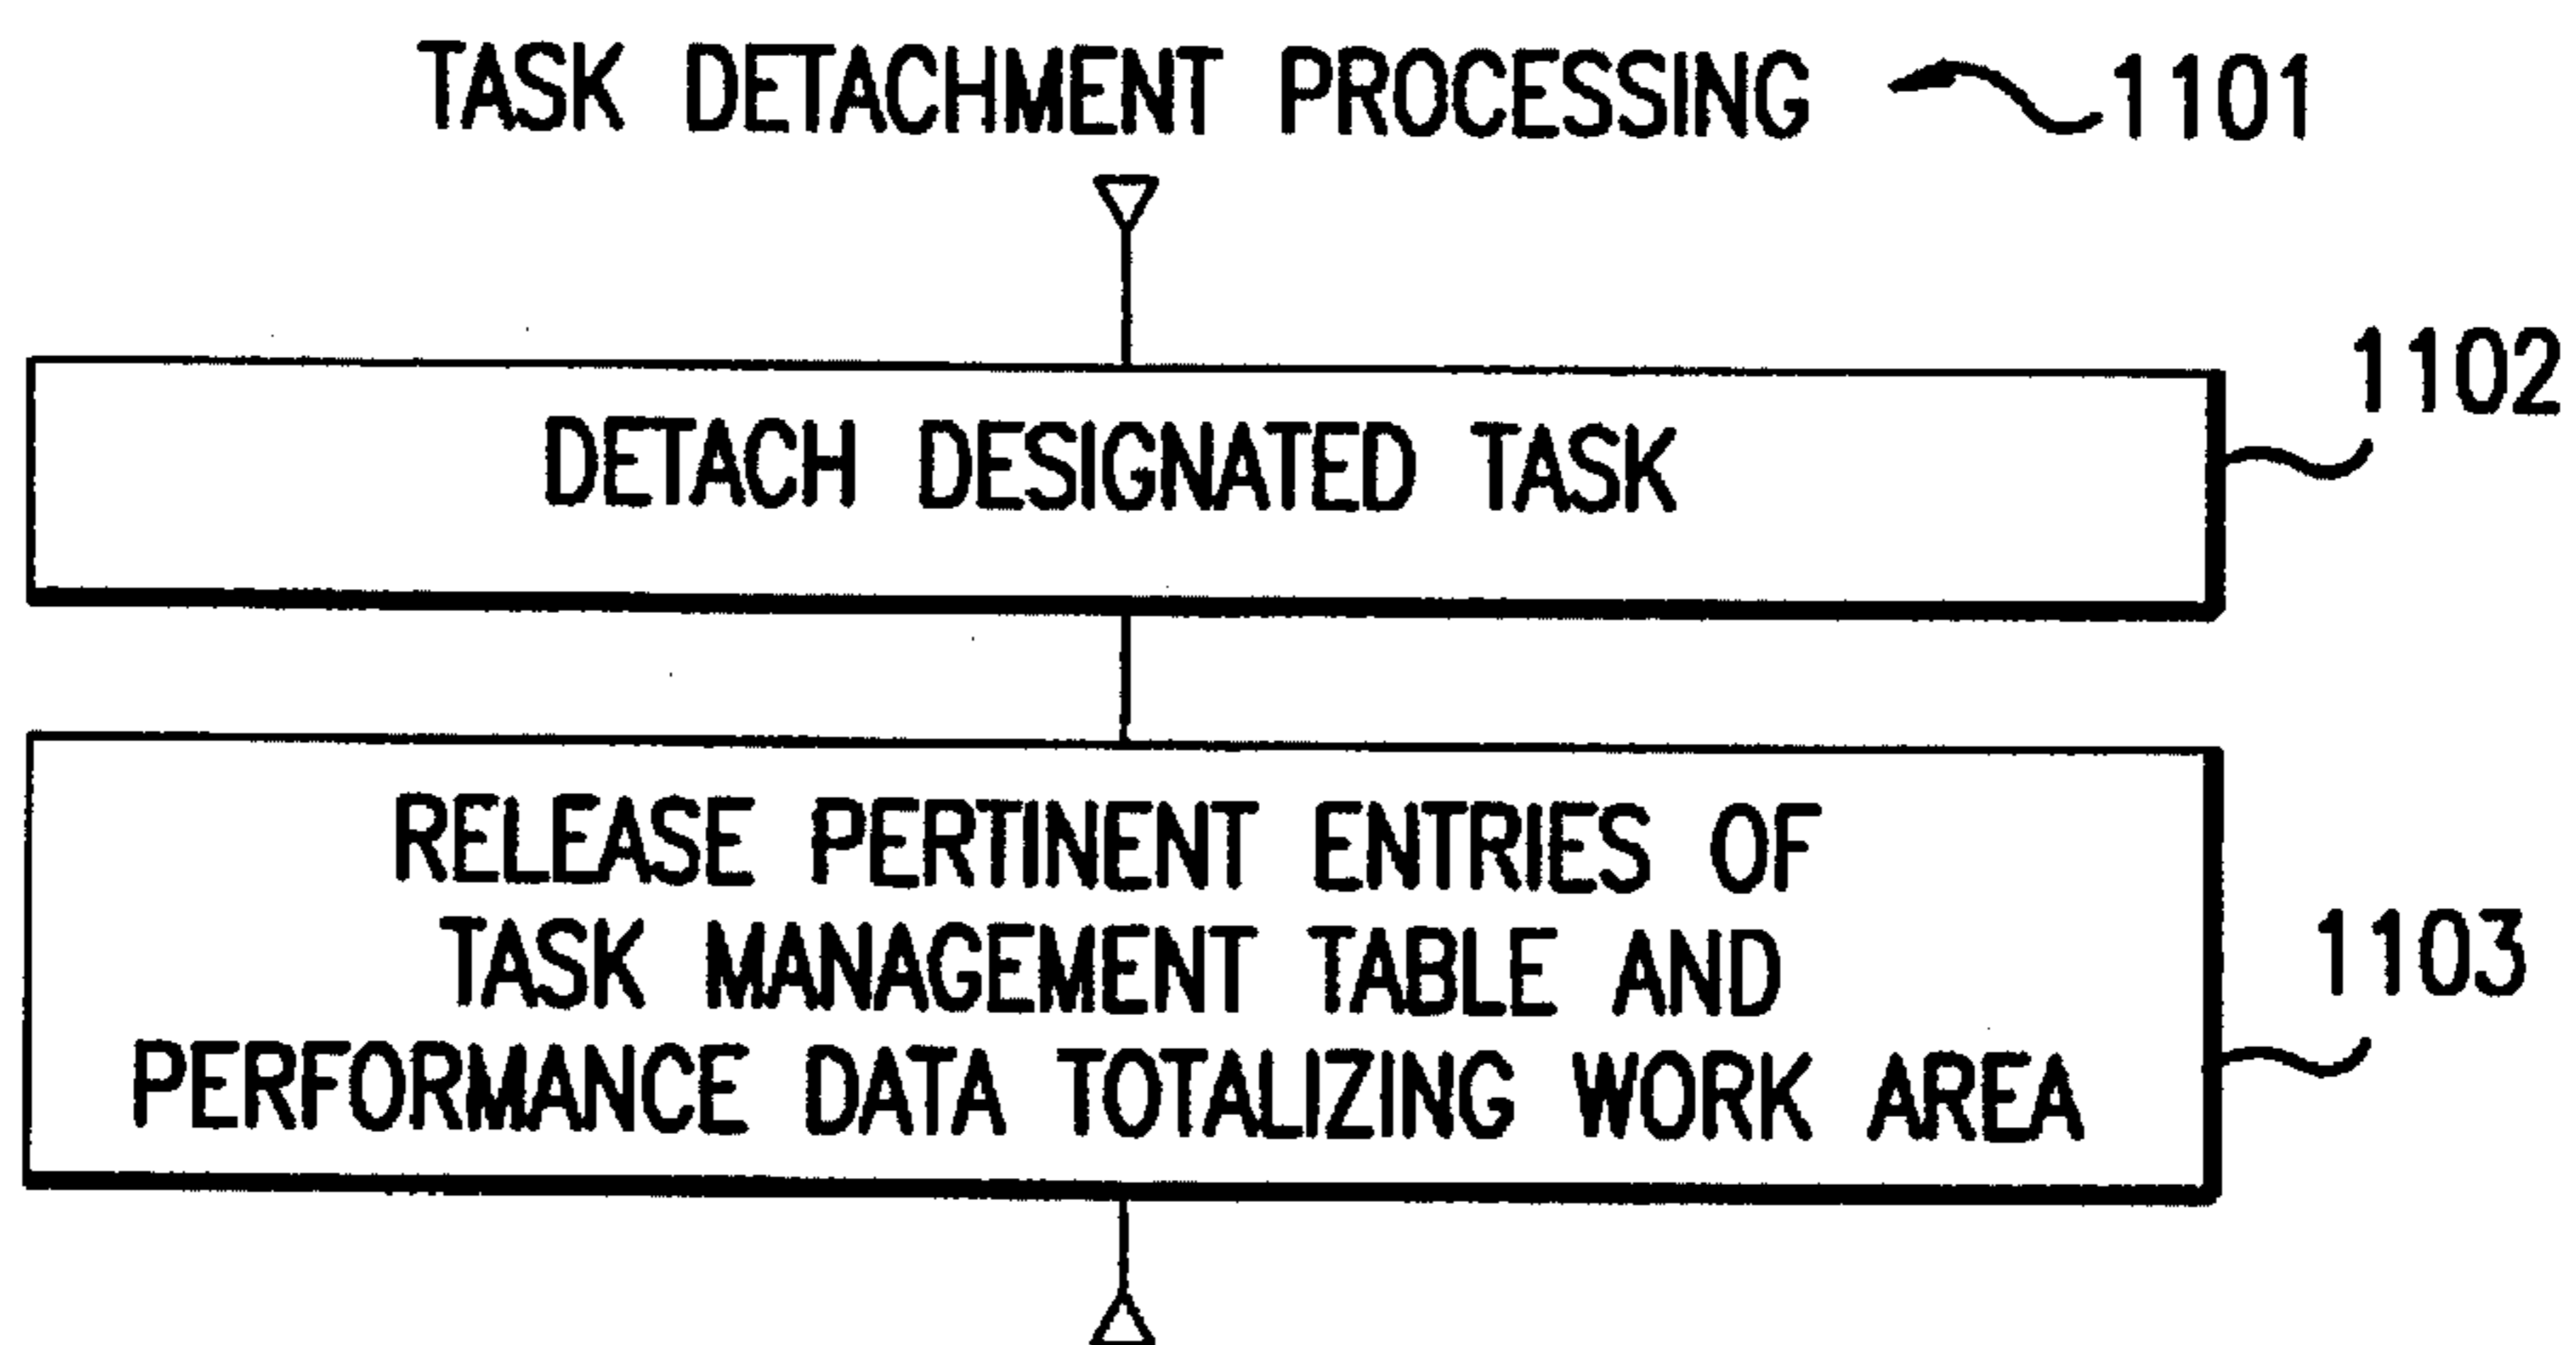 TASK DETACHMENT PROCESSING 1101
1102
DETACH DESIGNATED TASK
RELEASE PERTINENT ENTRIES OF
TASK MANAGEMENT TABLE AND
1103
PERFORMANCE DATA TOTALIZING WORK AREA